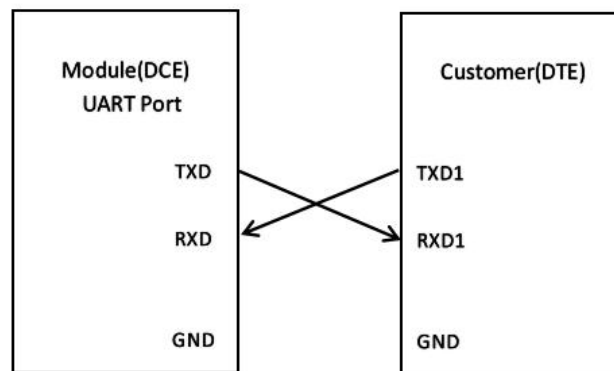 Module(DCE)
UART Port
TXD
RXD
GND
Customer(DTE)
TXD1
RXD1
GND